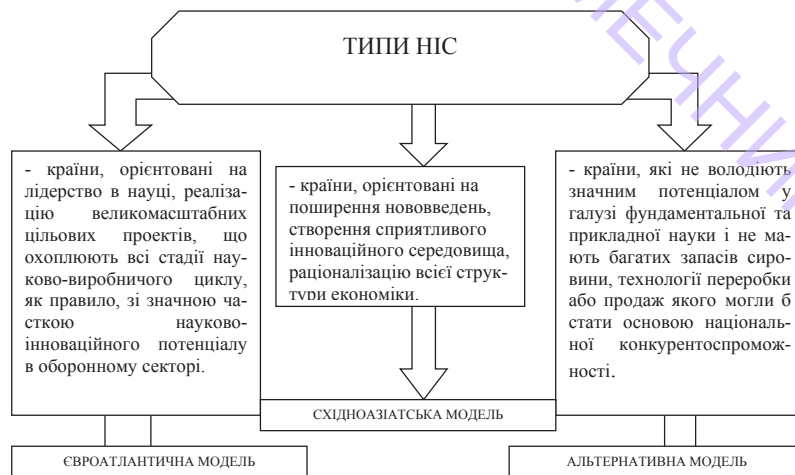 ТИПИ НІС
- країни, орієнтовані на
лідерство в науці, реаліза-
цію великомасштабних
цільових проектів, що
охоплюють всі стадії нау-
ково-виробничого циклу,
як правило, зі значною ча-
сткою науково-
інноваційного потенціалу
в оборонному секторі.
- країни, орієнтовані на
поширення нововведень,
створення сприятливого
інноваційного середовища,
раціоналізацію всієї струк-
тури економіки.
- країни, які не володіють
значним потенціалом у
галузі фундаментальної та
прикладної науки і не ма-
ють багатих запасів сиро-
вини, технології переробки
або продаж якого могли б
стати основою національ-
ної конкурентоспромож-
ності.
СХІДНОАЗІАТСЬКА МОДЕЛЬ
ЄВРОАТЛАНТИЧНА МОДЕЛЬ
АЛЬТЕРНАТИВНА МОДЕЛЬ